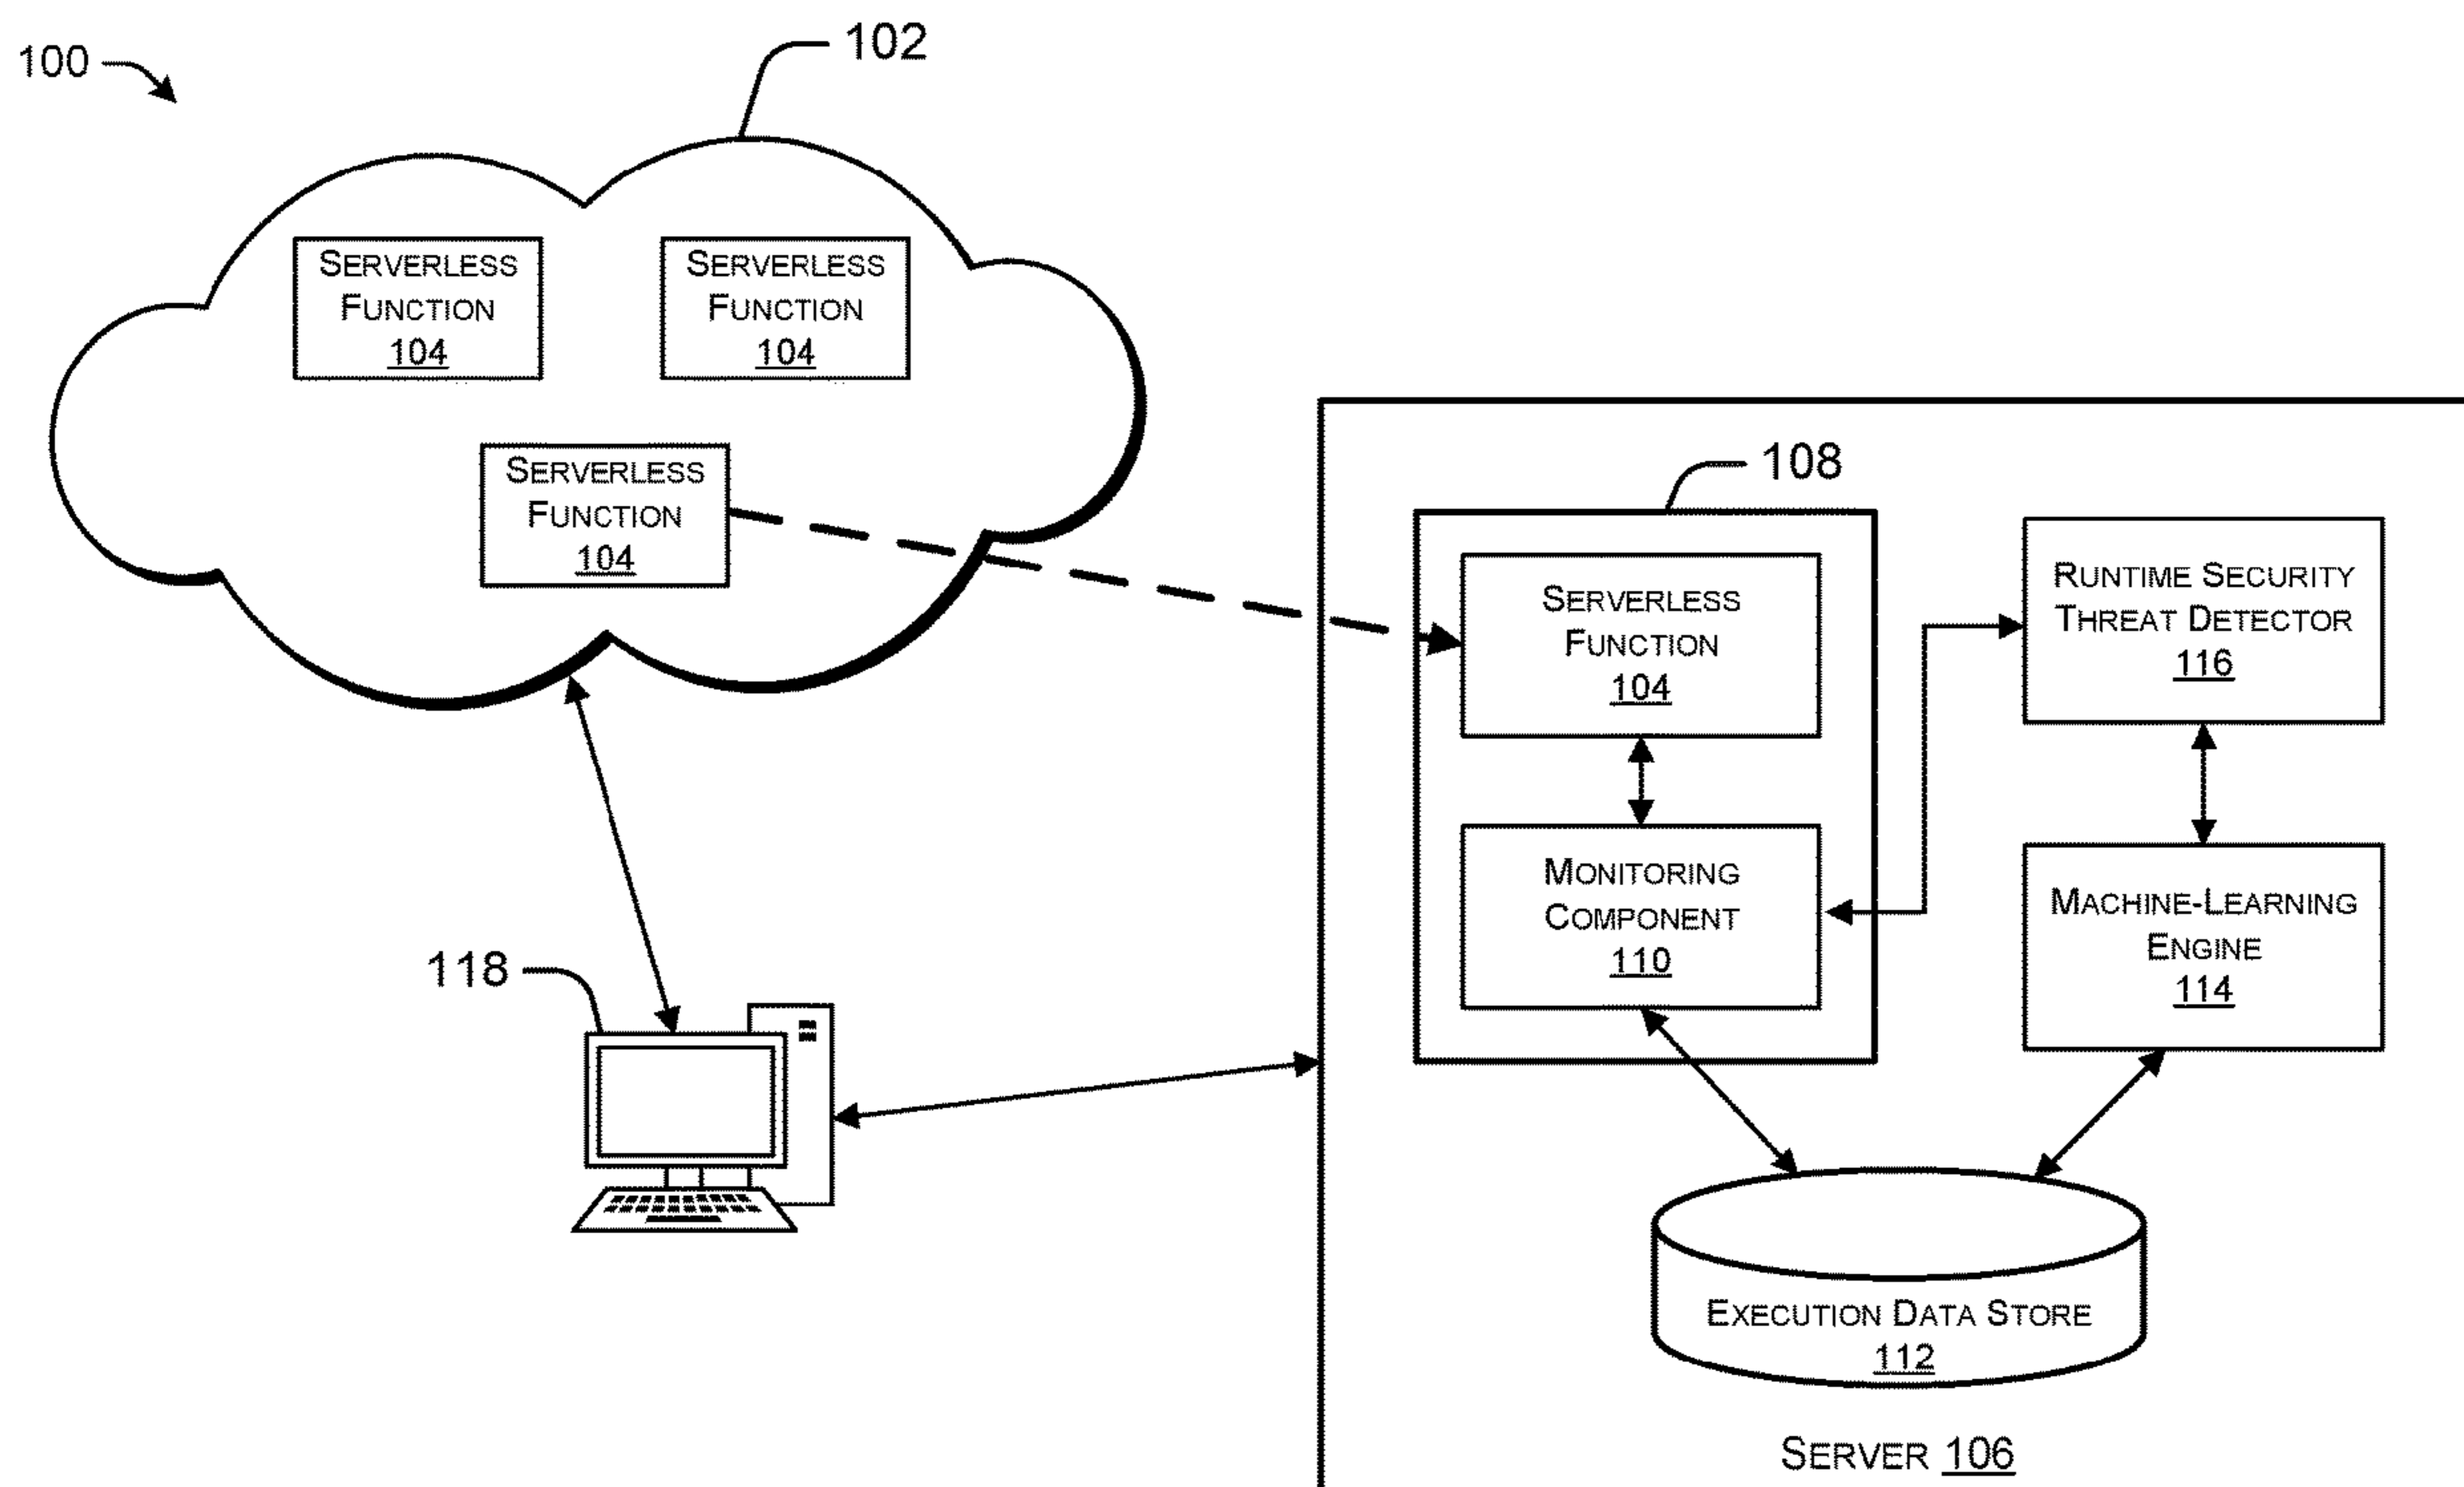 100
102
SERVERLESS
FUNCTION
104
SERVERLESS
FUNCTION
104
SERVERLESS
FUNCTION
104
108
SERVERLESS
FUNCTION
104
RUNTIME SECURITY
THREAT DETECTOR
116
MONITORING
COMPONENT
110
MACHINE-LEARNING
ENGINE
114
118
EXECUTION DATA STORE
112
SERVER 106